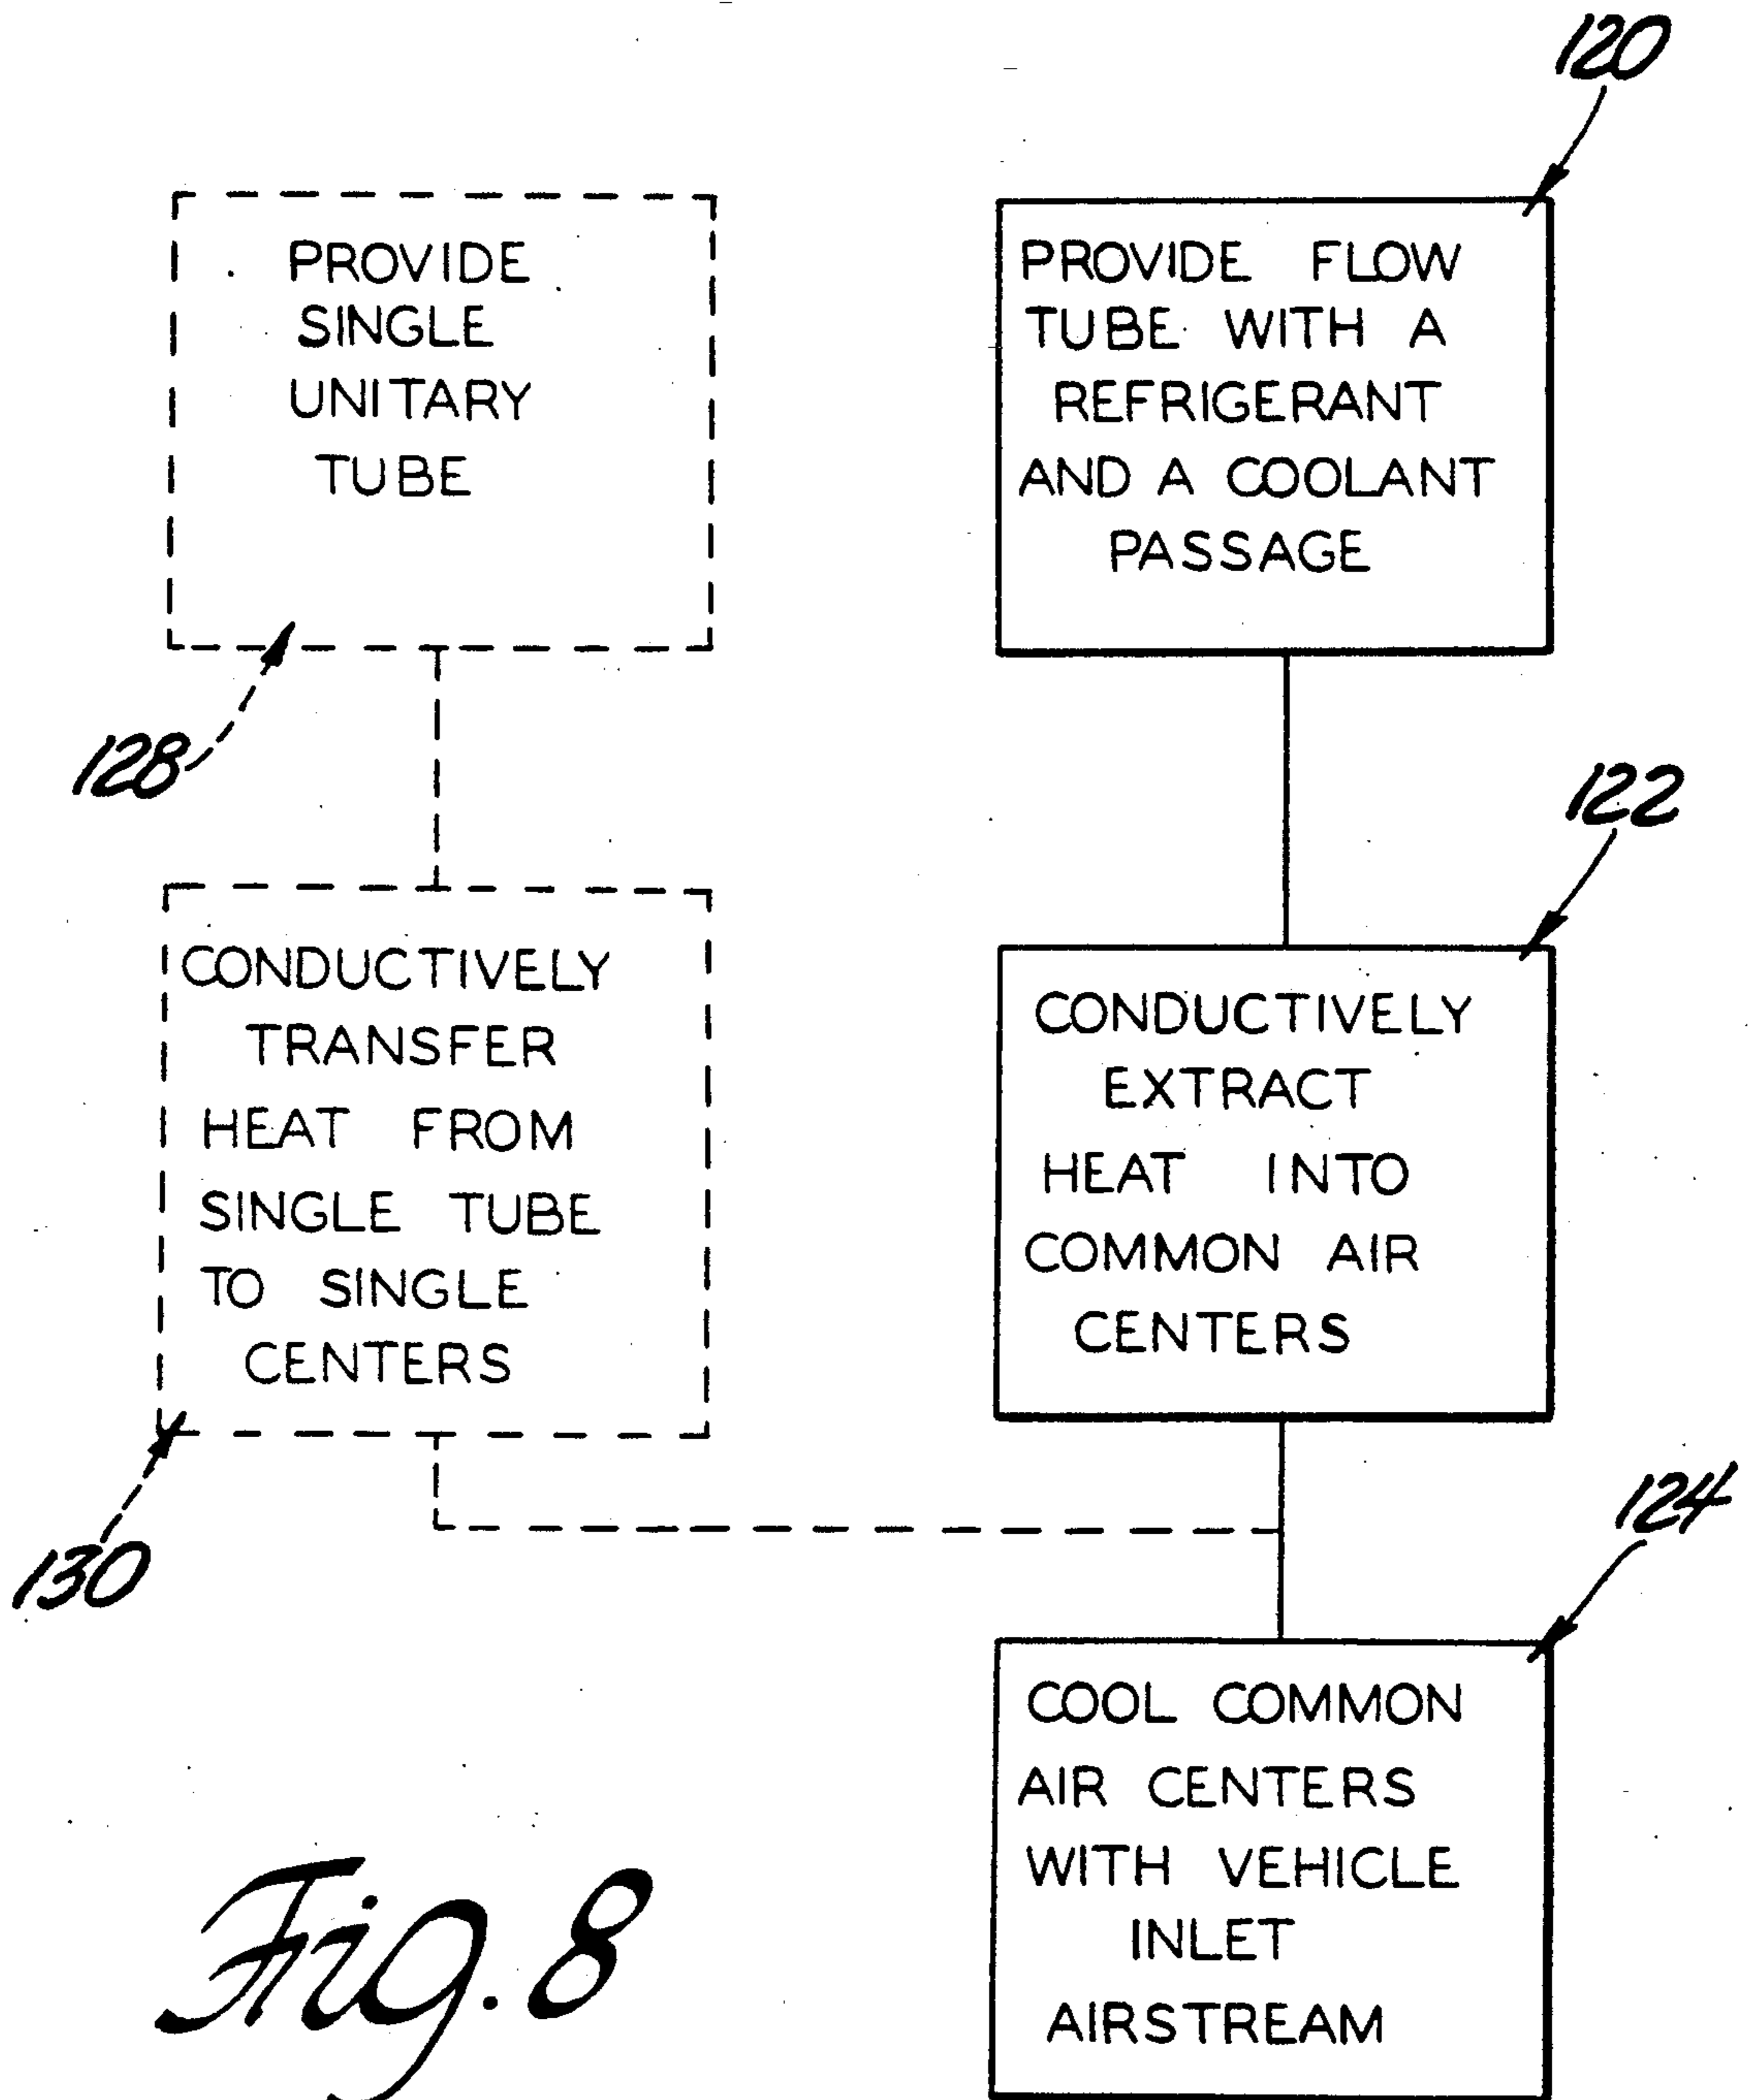 120
PROVIDE
SINGLE
UNITARY
TUBE
PROVIDE FLOW
TUBE WITH A
REFRIGERANT
AND A COOLANT
PASSAGE
128
122
CONDUCTIVELY
TRANSFER
HEAT FROM
SINGLE TUBE
TO SINGLE
CENTERS
CONDUCTIVELY
EXTRACT
HEAT INTO
COMMON AIR
CENTERS
130
124
COOL COMMON
AIR CENTERS
WITH VEHICLE
INLET
AIRSTREAM
Fig. 8